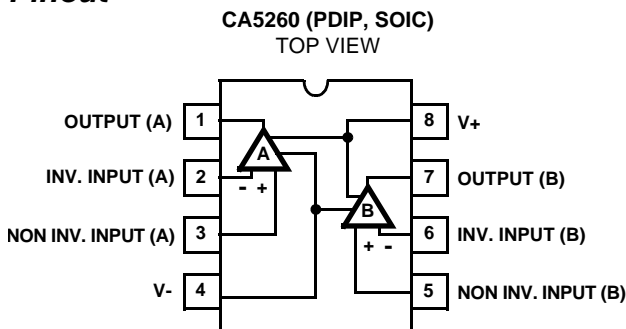 CA5260 (PDIP, SOIC)
TOP VIEW
OUTPUT (A) 1 A 8 V+
INV. INPUT (A) 2 - + 7 OUTPUT (B)
B
NON INV. INPUT (A) 3 + - 6 INV. INPUT (B)
V- 4 5 NON INV. INPUT (B)